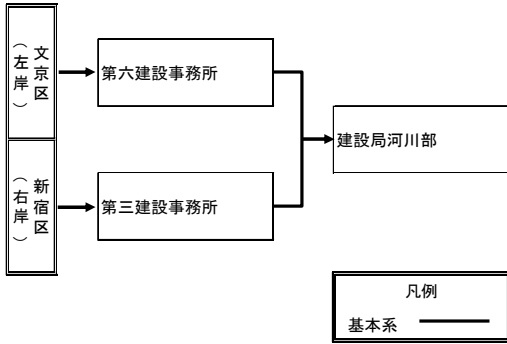 文京区
（左岸）
第六建設事務所
建設局河川部
新宿区
（右岸）
第三建設事務所
凡例
基本系